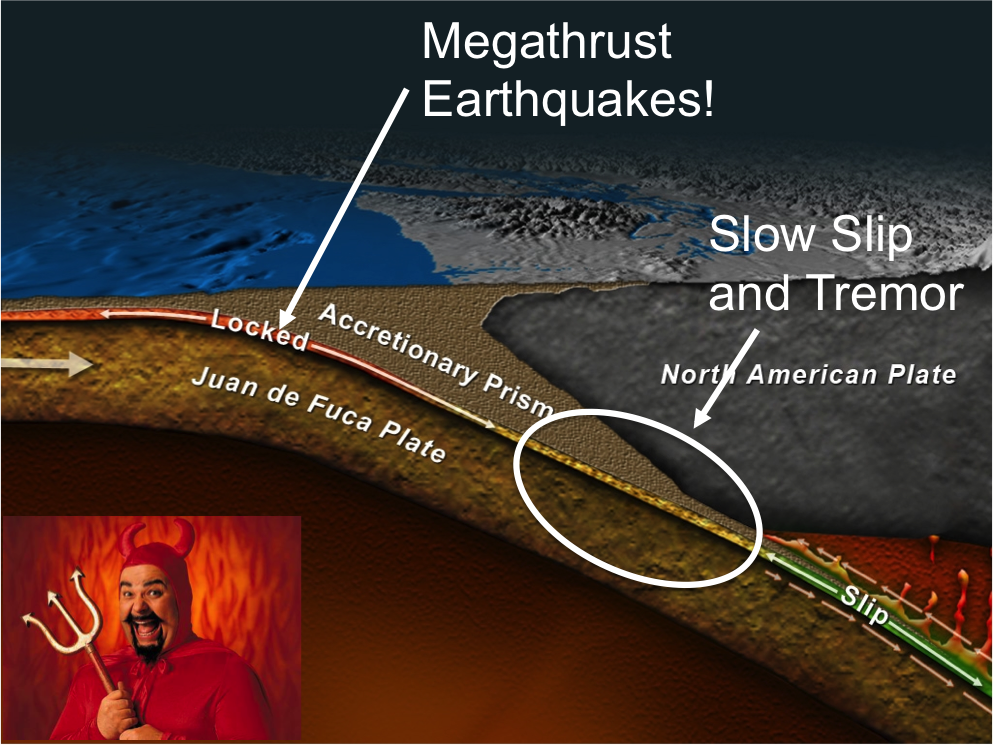 Megathrust
Earthquakes!
Slow Slip
and Tremor
Locked
Accretionary Prism
North American Plate
Juan de Fuca Plate
Slip